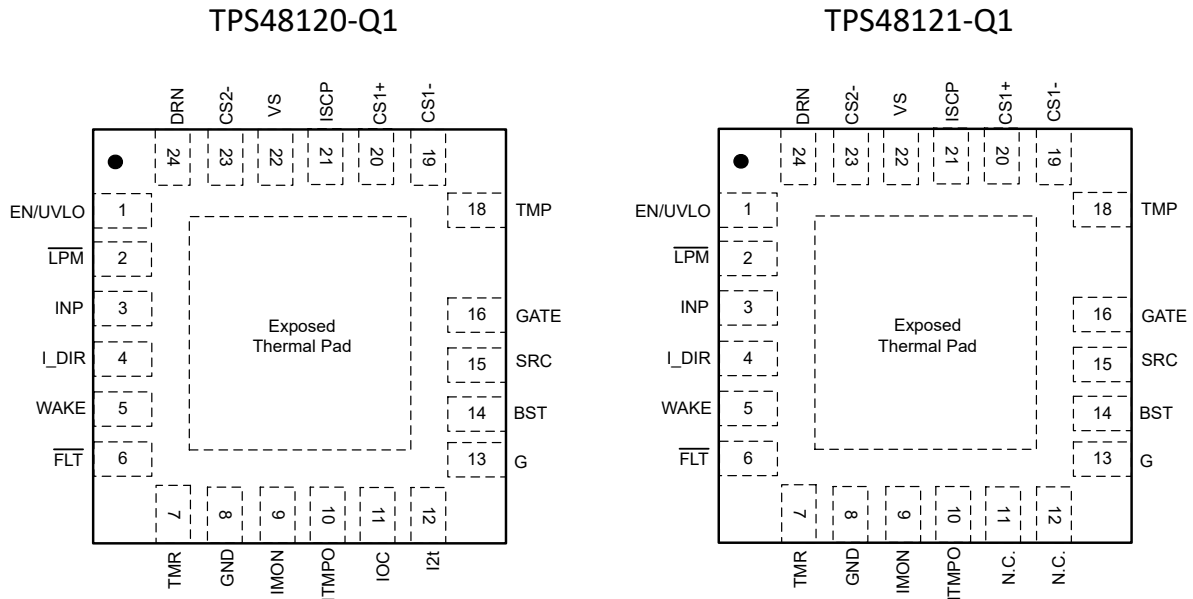 TPS48120-Q1
TPS48121-Q1
DRN CS2- VS ISCP CS1+ CS1-
24 23 22 21 20 19
EN/UVLO 1
18 TMP
LPM 2
INP 3
16 GATE
I_DIR 4
15 SRC
WAKE 5
14 BST
FLT 6
13 G
Exposed
Thermal Pad
7 8 9 10 11 12
TMR GND IMON ITMPO IOC I2t
DRN CS2- VS ISCP CS1+ CS1-
24 23 22 21 20 19
EN/UVLO 1
18 TMP
LPM 2
INP 3
16 GATE
I_DIR 4
15 SRC
WAKE 5
14 BST
FLT 6
13 G
Exposed
Thermal Pad
7 8 9 10 11 12
TMR GND IMON ITMPO N.C. N.C.